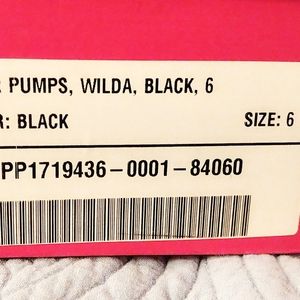 PUMPS, WILDA, BLACK, 6
R: BLACK SIZE: 6
PP1719436-0001-84060